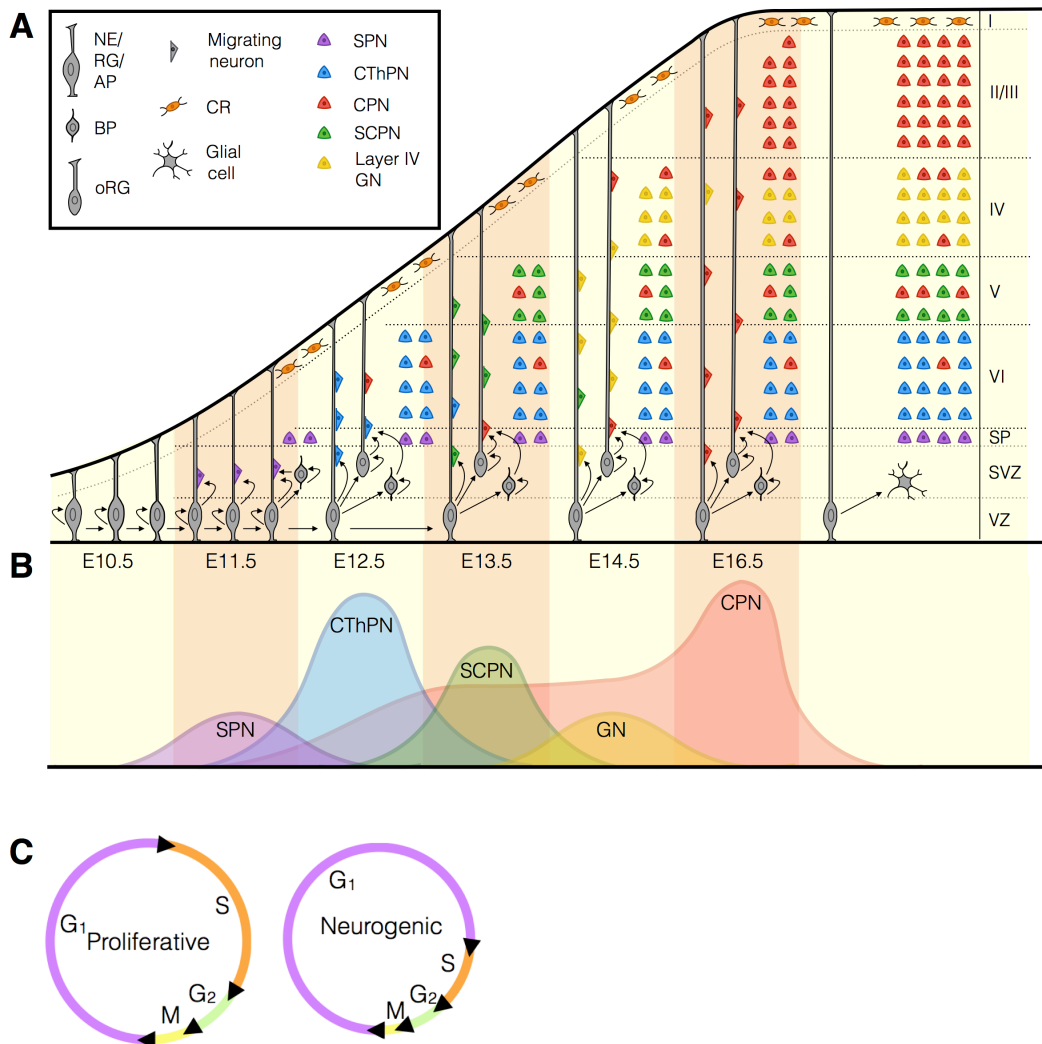 A
NE/
RG/
AP
BP
oRG
Migrating
neuron
CR
Glial
cell
SPN
CThPN
CPN
SCPN
Layer IV
GN
I
II/III
IV
V
VI
SP
SVZ
VZ
B
E10.5 E11.5 E12.5 E13.5 E14.5 E16.5
SPN
CThPN
SCPN
GN
CPN
C
G₁
Proliferative
S
G₂
M
G₁
Neurogenic
S
G₂
M